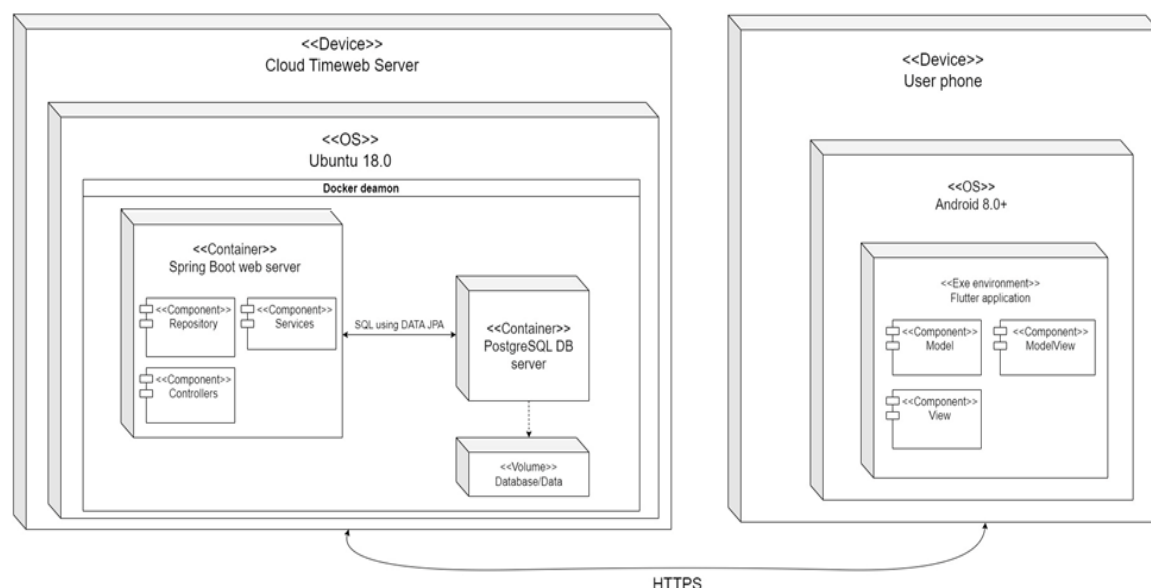 <<Device>>
Cloud Timeweb Server
<<OS>>
Ubuntu 18.0
Docker deamon
<<Container>>
Spring Boot web server
<<Component>>
Repository
<<Component>>
Services
<<Component>>
Controllers
SQL using DATA JPA
<<Container>>
PostgreSQL DB
server
<<Volume>>
Database/Data
<<Device>>
User phone
<<OS>>
Android 8.0+
<<Exe environment>>
Flutter application
<<Component>>
Model
<<Component>>
ModelView
<<Component>>
View
HTTPS